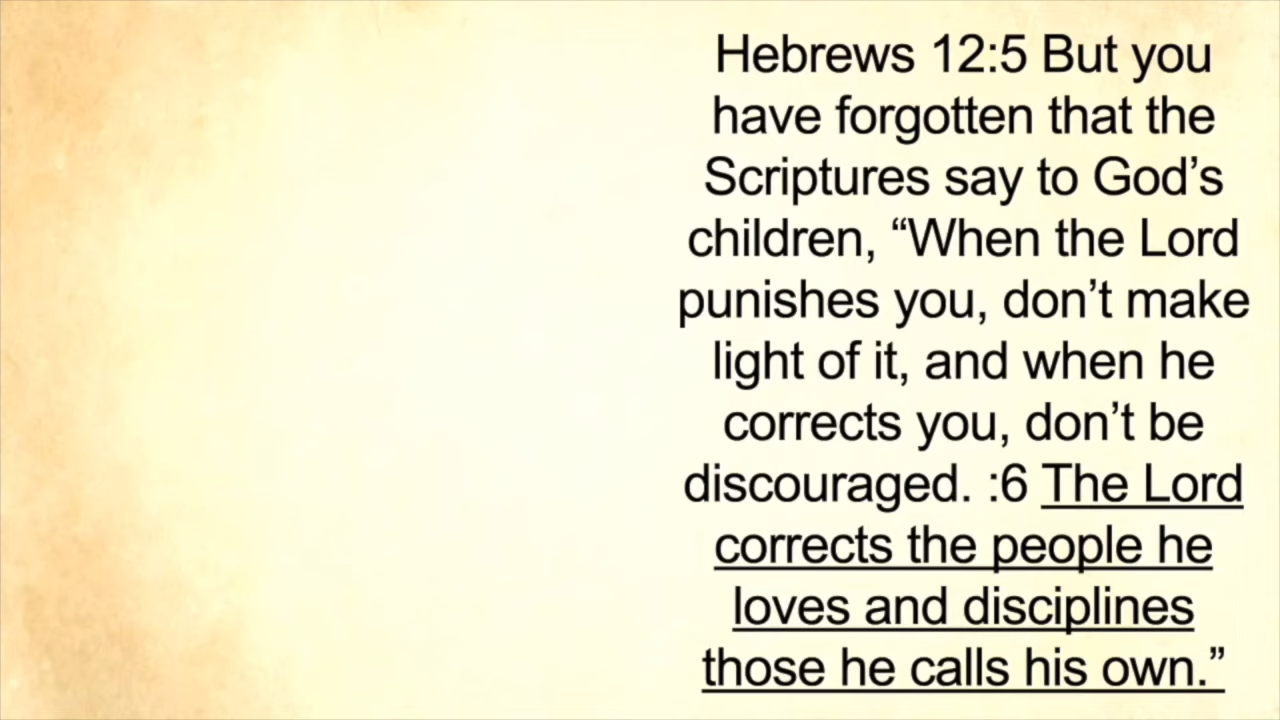 Hebrews 12:5 But you
have forgotten that the
Scriptures say to God’s
children, “When the Lord
punishes you, don’t make
light of it, and when he
corrects you, don’t be
discouraged. :6 The Lord
corrects the people he
loves and disciplines
those he calls his own.”